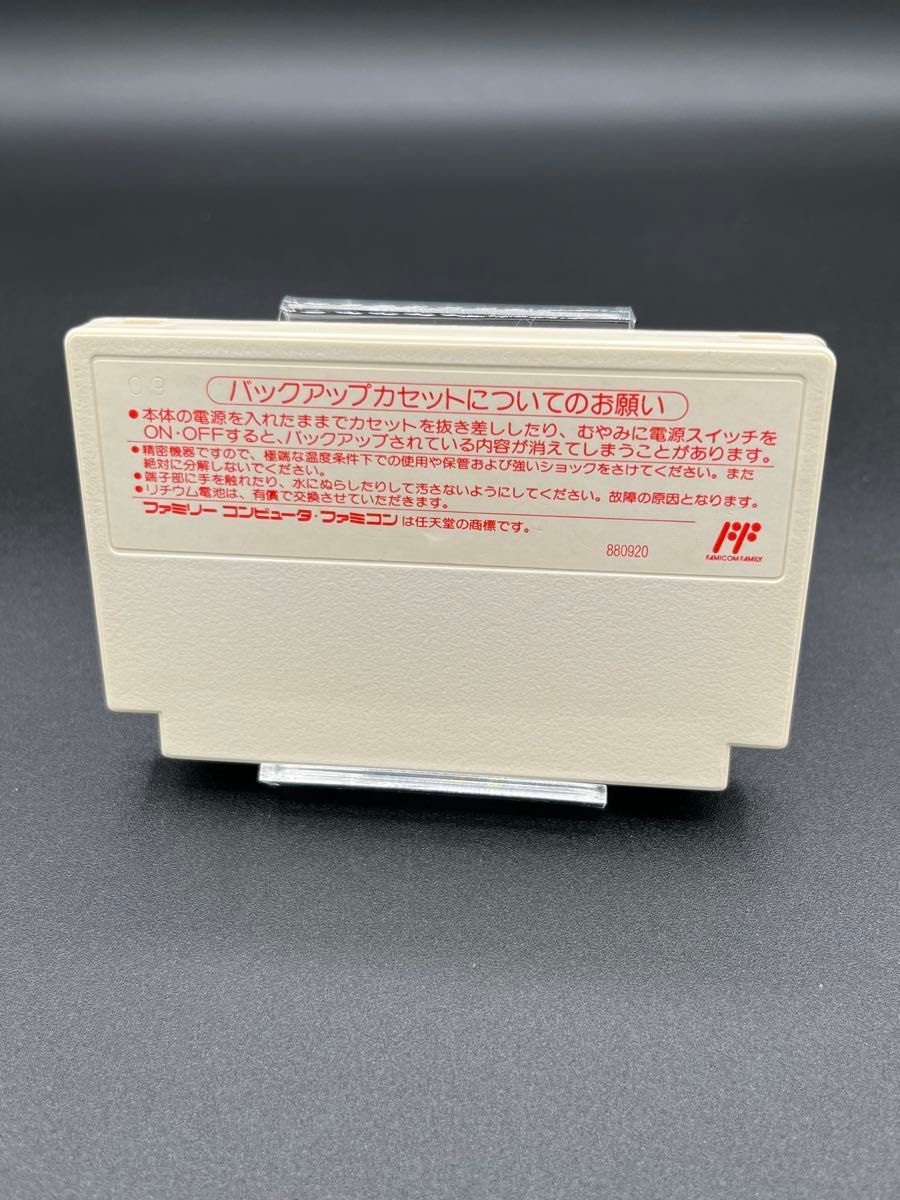 09
バックアップカセットについてのお願い
●本体の電源を入れたままでカセットを抜き差ししたり、むやみに電源スイッチを
ON・OFFすると、バックアップされている内容が消えてしまうことがあります。
●精密機器ですので、極端な温度条件下での使用や保管および強いショックをさけてください。また
絶対に分解しないでください。
●端子部に手を触れたり、水にぬらしたりして汚さないようにしてください。故障の原因となります。
●リチウム電池は、有償で交換させていただきます。
ファミリー コンピュータ・ファミコンは任天堂の商標です。
880920
FAMICOM FAMILY